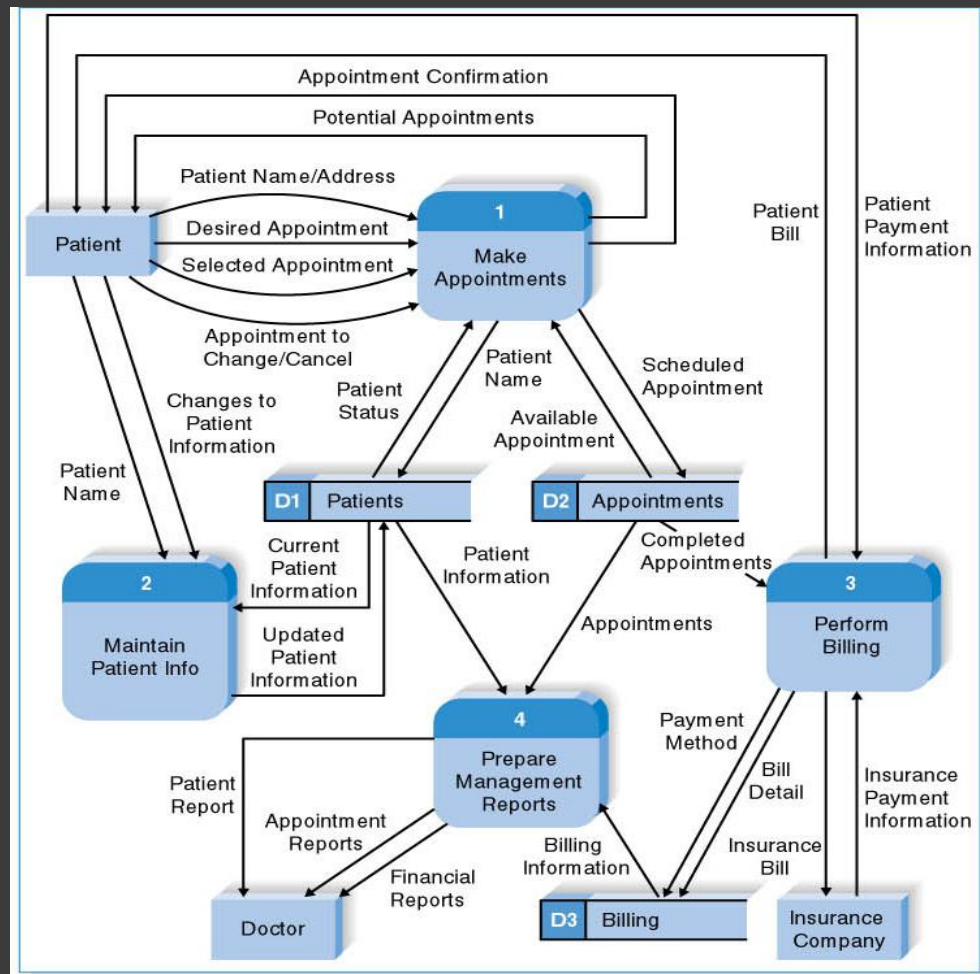 Appointment Confirmation
Potential Appointments
Patient Name/Address
Patient
Desired Appointment
Selected Appointment
Appointment to
Change/Cancel
1
Make
Appointments
Patient
Bill
Patient
Payment
Information
Patient
Name
Changes to
Patient
Information
Patient
Status
Patient
Name
Available
Appointment
Scheduled
Appointment
D1 Patients
D2 Appointments
2
Maintain
Patient Info
Current
Patient
Information
Updated
Patient
Information
Patient
Information
Completed
Appointments
Appointments
3
Perform
Billing
4
Prepare
Management
Reports
Patient
Report
Appointment
Reports
Financial
Reports
Billing
Information
Payment
Method
Bill
Detail
Insurance
Bill
Insurance
Payment
Information
Doctor
D3 Billing
Insurance
Company